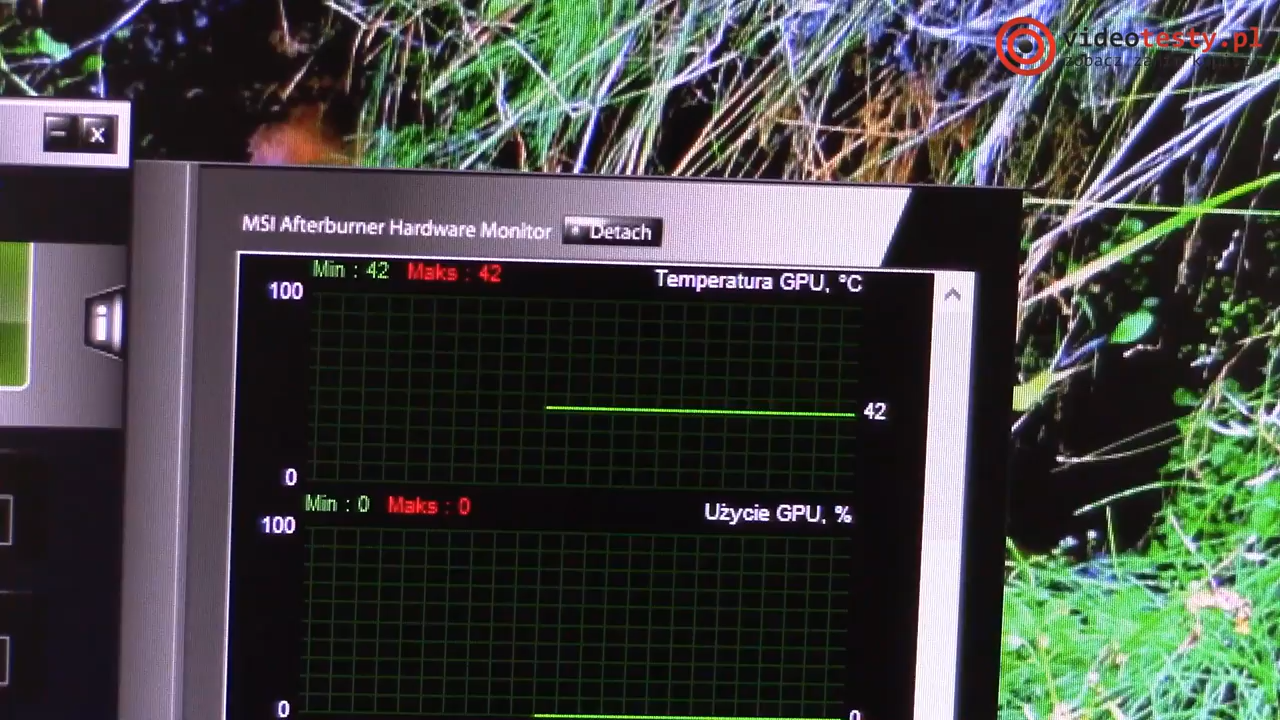 videotesty.pl
- x
MSI Afterburner Hardware Monitor Detach
Min : 42 Maks : 42 Temperatura GPU, °C
100
i
42
0
Min : 0 Maks : 0 Użycie GPU, %
100
0 0